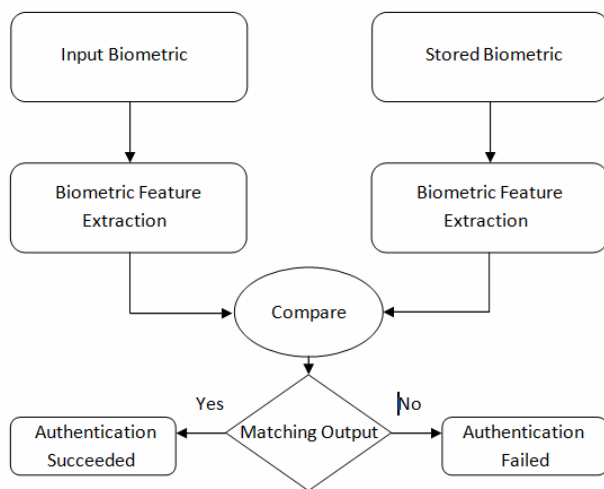 Input Biometric
Stored Biometric
Biometric Feature
Extraction
Biometric Feature
Extraction
Compare
Yes
No
Matching Output
Authentication
Succeeded
Authentication
Failed